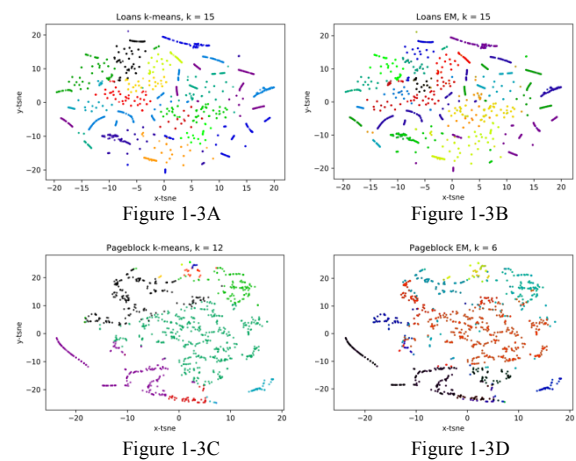 Loans k-means, k = 15
y-tsne
20
10
0
−10
−20
−20 −15 −10 −5 0 5 10 15 20
x-tsne
Figure 1-3A
Loans EM, k = 15
y-tsne
20
10
0
−10
−20
−20 −15 −10 −5 0 5 10 15 20
x-tsne
Figure 1-3B
Pageblock k-means, k = 12
y-tsne
20
10
0
−10
−20
−20 −10 0 10 20
x-tsne
Figure 1-3C
Pageblock EM, k = 6
y-tsne
20
10
0
−10
−20
−20 −10 0 10 20
x-tsne
Figure 1-3D